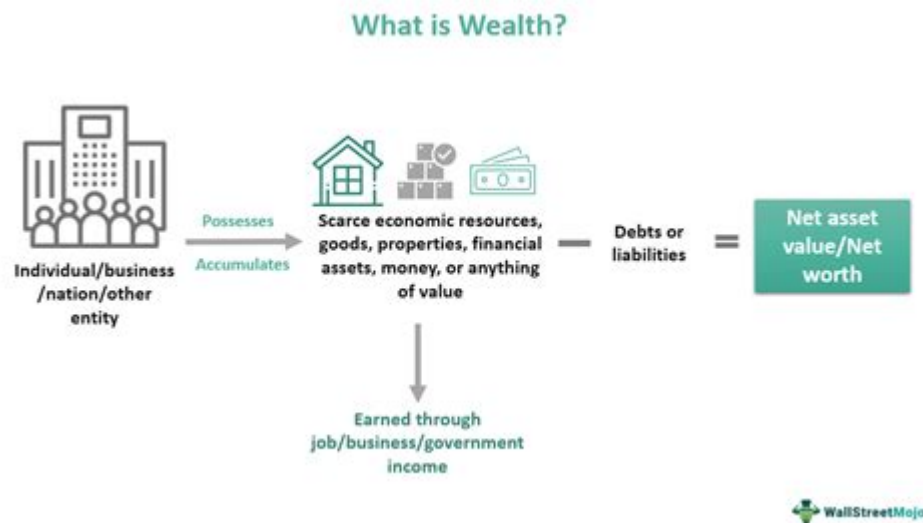 What is Wealth?
Possesses
Accumulates
Individual/business
/nation/other
entity
Scarce economic resources,
goods, properties, financial
assets, money, or anything
of value
Debts or
liabilities
Net asset
value/Net
worth
Earned through
job/business/government
income
WallStreetMojo